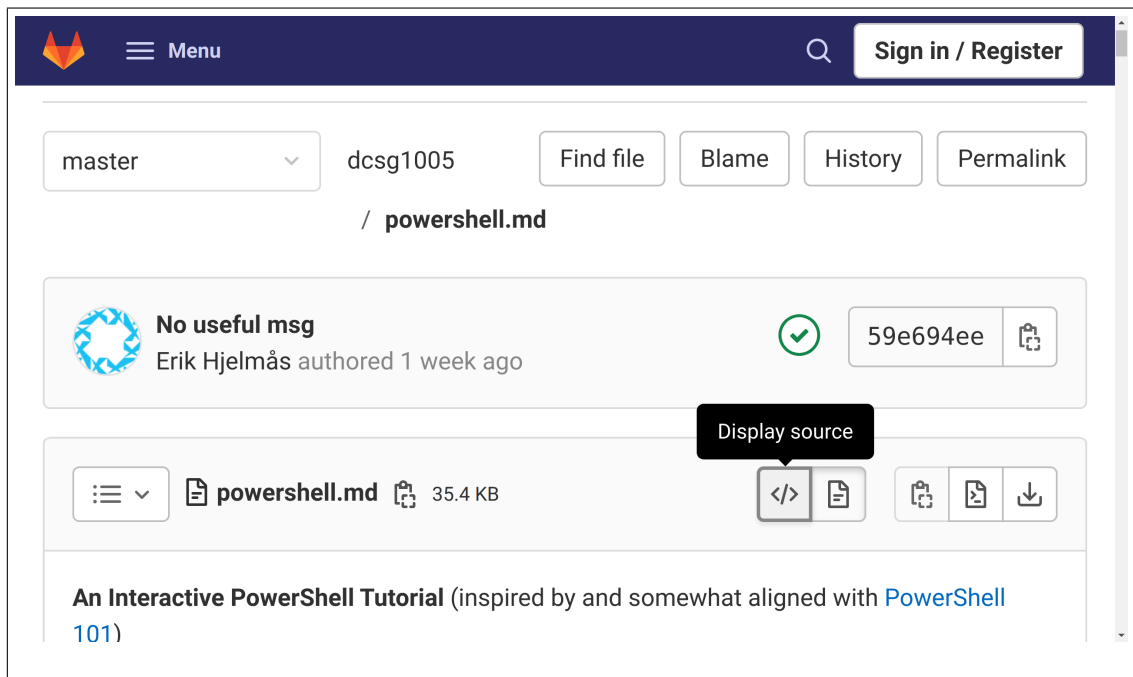 Menu
Sign in / Register
master
dcsg1005
Find file
Blame
History
Permalink
/ powershell.md
No useful msg
Erik Hjelmås authored 1 week ago
59e694ee
Display source
powershell.md
35.4 KB
</>
An Interactive PowerShell Tutorial (inspired by and somewhat aligned with PowerShell
101)